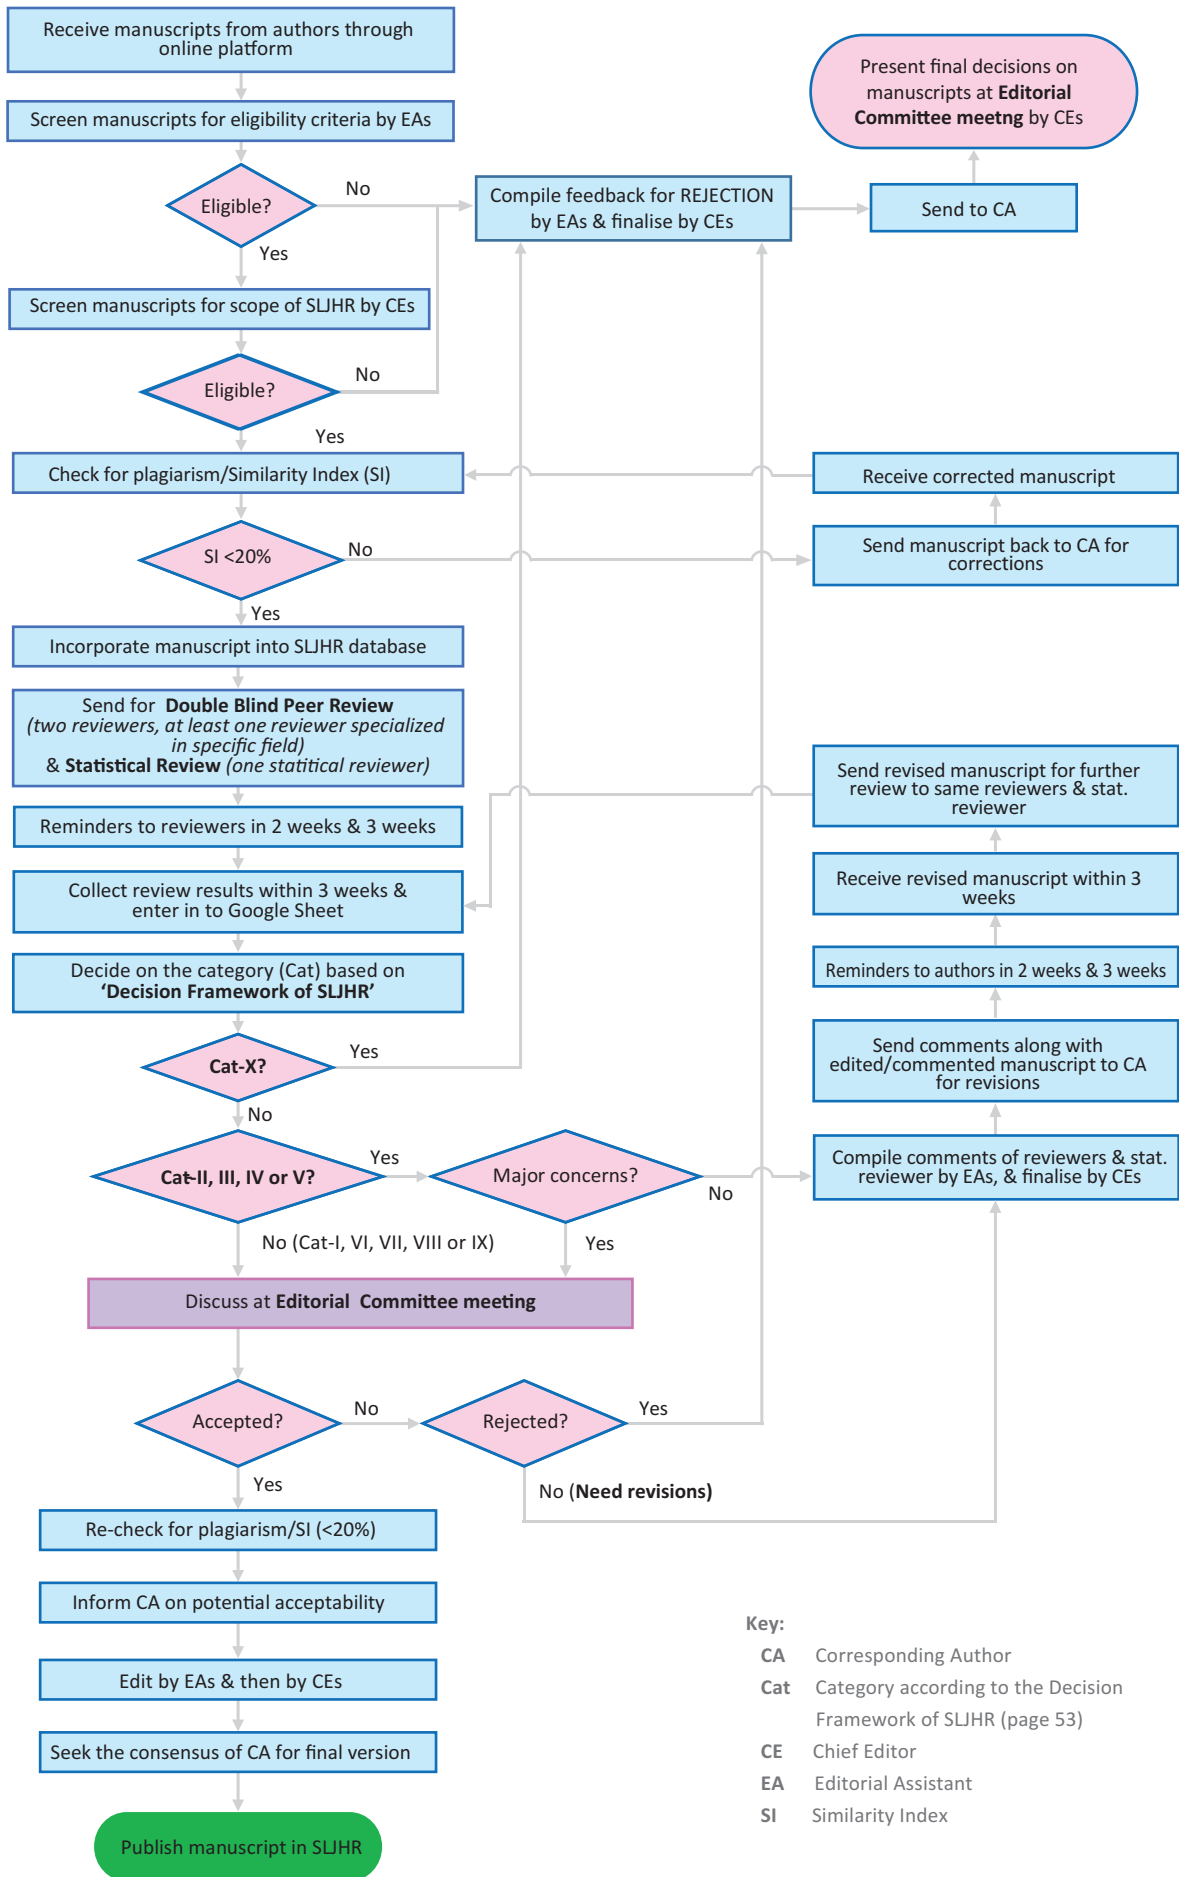 Receive manuscripts from authors through
online platform
Present final decisions on
manuscripts at Editorial
Committee meetng by CEs
Screen manuscripts for eligibility criteria by EAs
Eligible?
No
Yes
Compile feedback for REJECTION
by EAs & finalise by CEs
Send to CA
Screen manuscripts for scope of SLJHR by CEs
Eligible?
No
Yes
Check for plagiarism/Similarity Index (SI)
Receive corrected manuscript
SI <20%
No
Yes
Send manuscript back to CA for
corrections
Incorporate manuscript into SLJHR database
Send for Double Blind Peer Review
(two reviewers, at least one reviewer specialized
in specific field)
& Statistical Review (one statitical reviewer)
Send revised manuscript for further
review to same reviewers & stat.
reviewer
Reminders to reviewers in 2 weeks & 3 weeks
Receive revised manuscript within 3
weeks
Collect review results within 3 weeks &
enter in to Google Sheet
Decide on the category (Cat) based on
‘Decision Framework of SLJHR’
Reminders to authors in 2 weeks & 3 weeks
Cat-X?
Yes
No
Send comments along with
edited/commented manuscript to CA
for revisions
Cat-II, III, IV or V?
Yes
Major concerns?
No
Compile comments of reviewers & stat.
reviewer by EAs, & finalise by CEs
No (Cat-I, VI, VII, VIII or IX)
Yes
Discuss at Editorial Committee meeting
Accepted?
No
Rejected?
Yes
Yes
No (Need revisions)
Re-check for plagiarism/SI (<20%)
Inform CA on potential acceptability
Edit by EAs & then by CEs
Seek the consensus of CA for final version
Publish manuscript in SLJHR
Key:
CA Corresponding Author
Cat Category according to the Decision
Framework of SLJHR (page 53)
CE Chief Editor
EA Editorial Assistant
SI Similarity Index